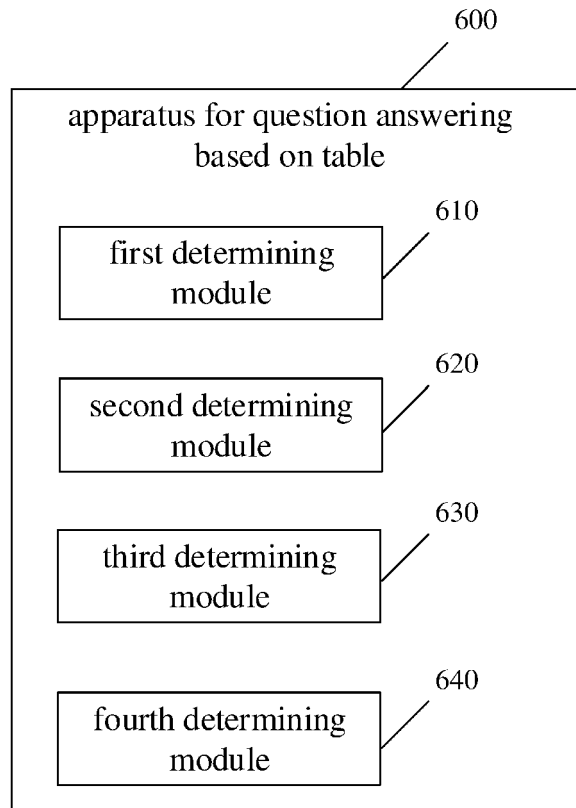 600
apparatus for question answering
based on table
610
first determining
module
620
second determining
module
630
third determining
module
640
fourth determining
module